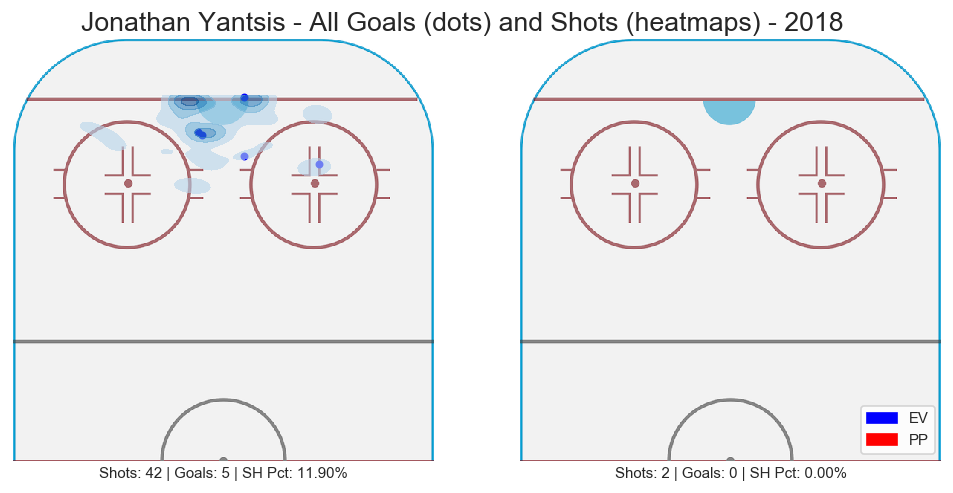 Jonathan Yantsis - All Goals (dots) and Shots (heatmaps) - 2018
EV
PP
Shots: 42 | Goals: 5 | SH Pct: 11.90%
Shots: 2 | Goals: 0 | SH Pct: 0.00%